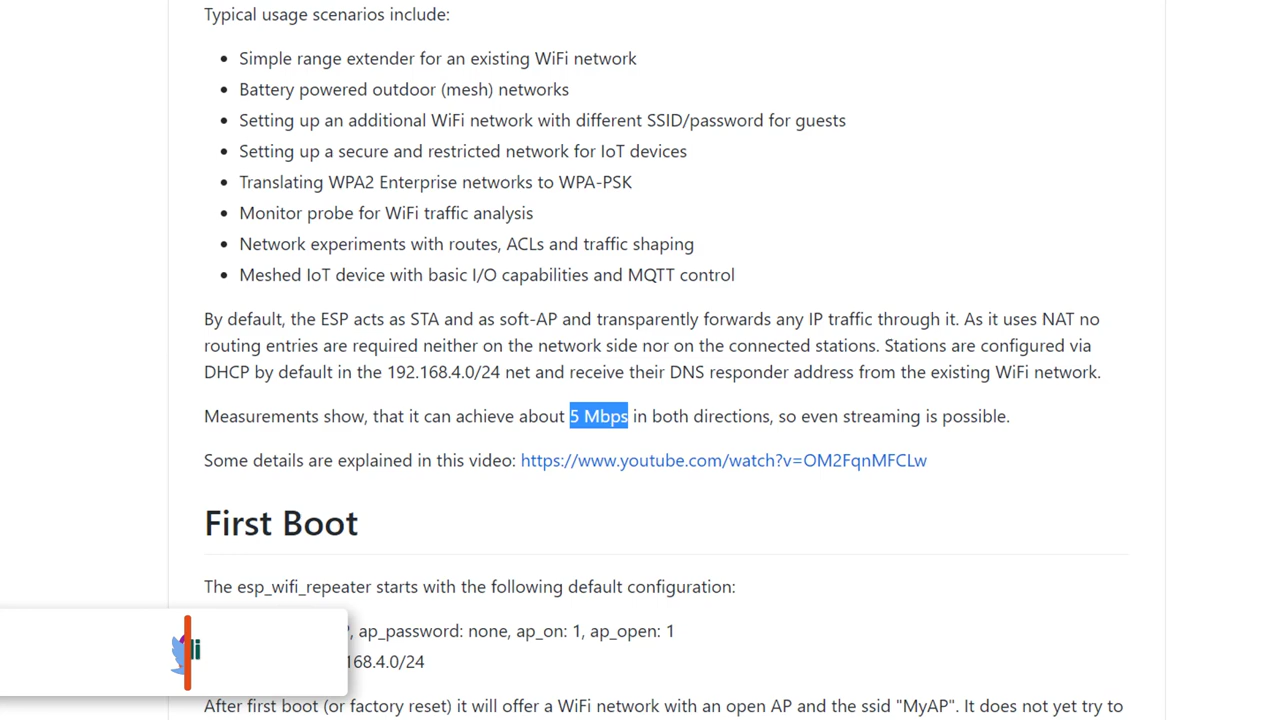 Typical usage scenarios include:
Simple range extender for an existing WiFi network
Battery powered outdoor (mesh) networks
Setting up an additional WiFi network with different SSID/password for guests
Setting up a secure and restricted network for IoT devices
Translating WPA2 Enterprise networks to WPA-PSK
Monitor probe for WiFi traffic analysis
Network experiments with routes, ACLs and traffic shaping
Meshed IoT device with basic I/O capabilities and MQTT control
By default, the ESP acts as STA and as soft-AP and transparently forwards any IP traffic through it. As it uses NAT no
routing entries are required neither on the network side nor on the connected stations. Stations are configured via
DHCP by default in the 192.168.4.0/24 net and receive their DNS responder address from the existing WiFi network.
Measurements show, that it can achieve about 5 Mbps in both directions, so even streaming is possible.
Some details are explained in this video: https://www.youtube.com/watch?v=OM2FqnMFCLw
First Boot
The esp_wifi_repeater starts with the following default configuration:
, ap_password: none, ap_on: 1, ap_open: 1
168.4.0/24
After first boot (or factory reset) it will offer a WiFi network with an open AP and the ssid "MyAP". It does not yet try to